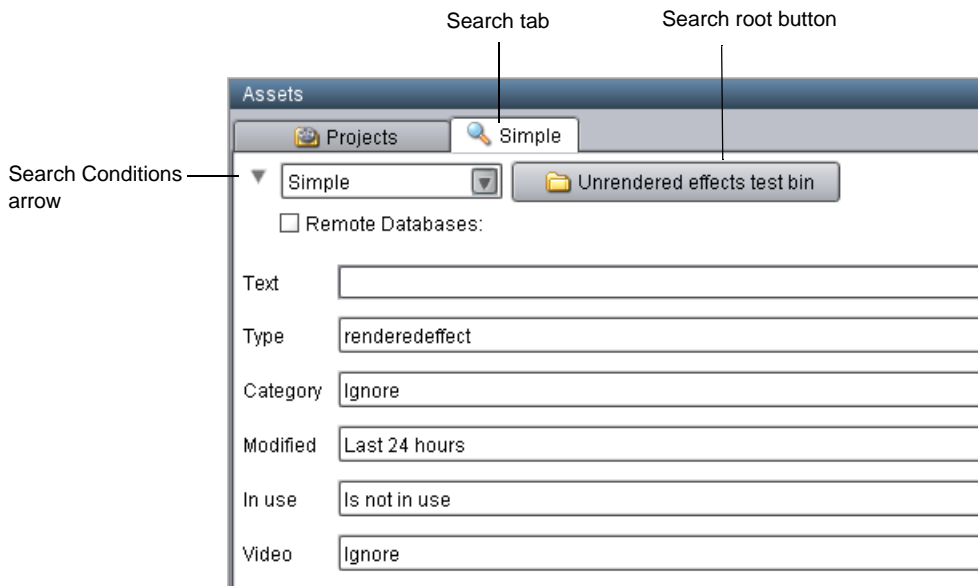 Search tab
Search root button
Assets
Projects
Simple
Search Conditions
arrow
Simple
Unrendered effects test bin
Remote Databases:
Text
Type
renderedeffect
Category
Ignore
Modified
Last 24 hours
In use
Is not in use
Video
Ignore